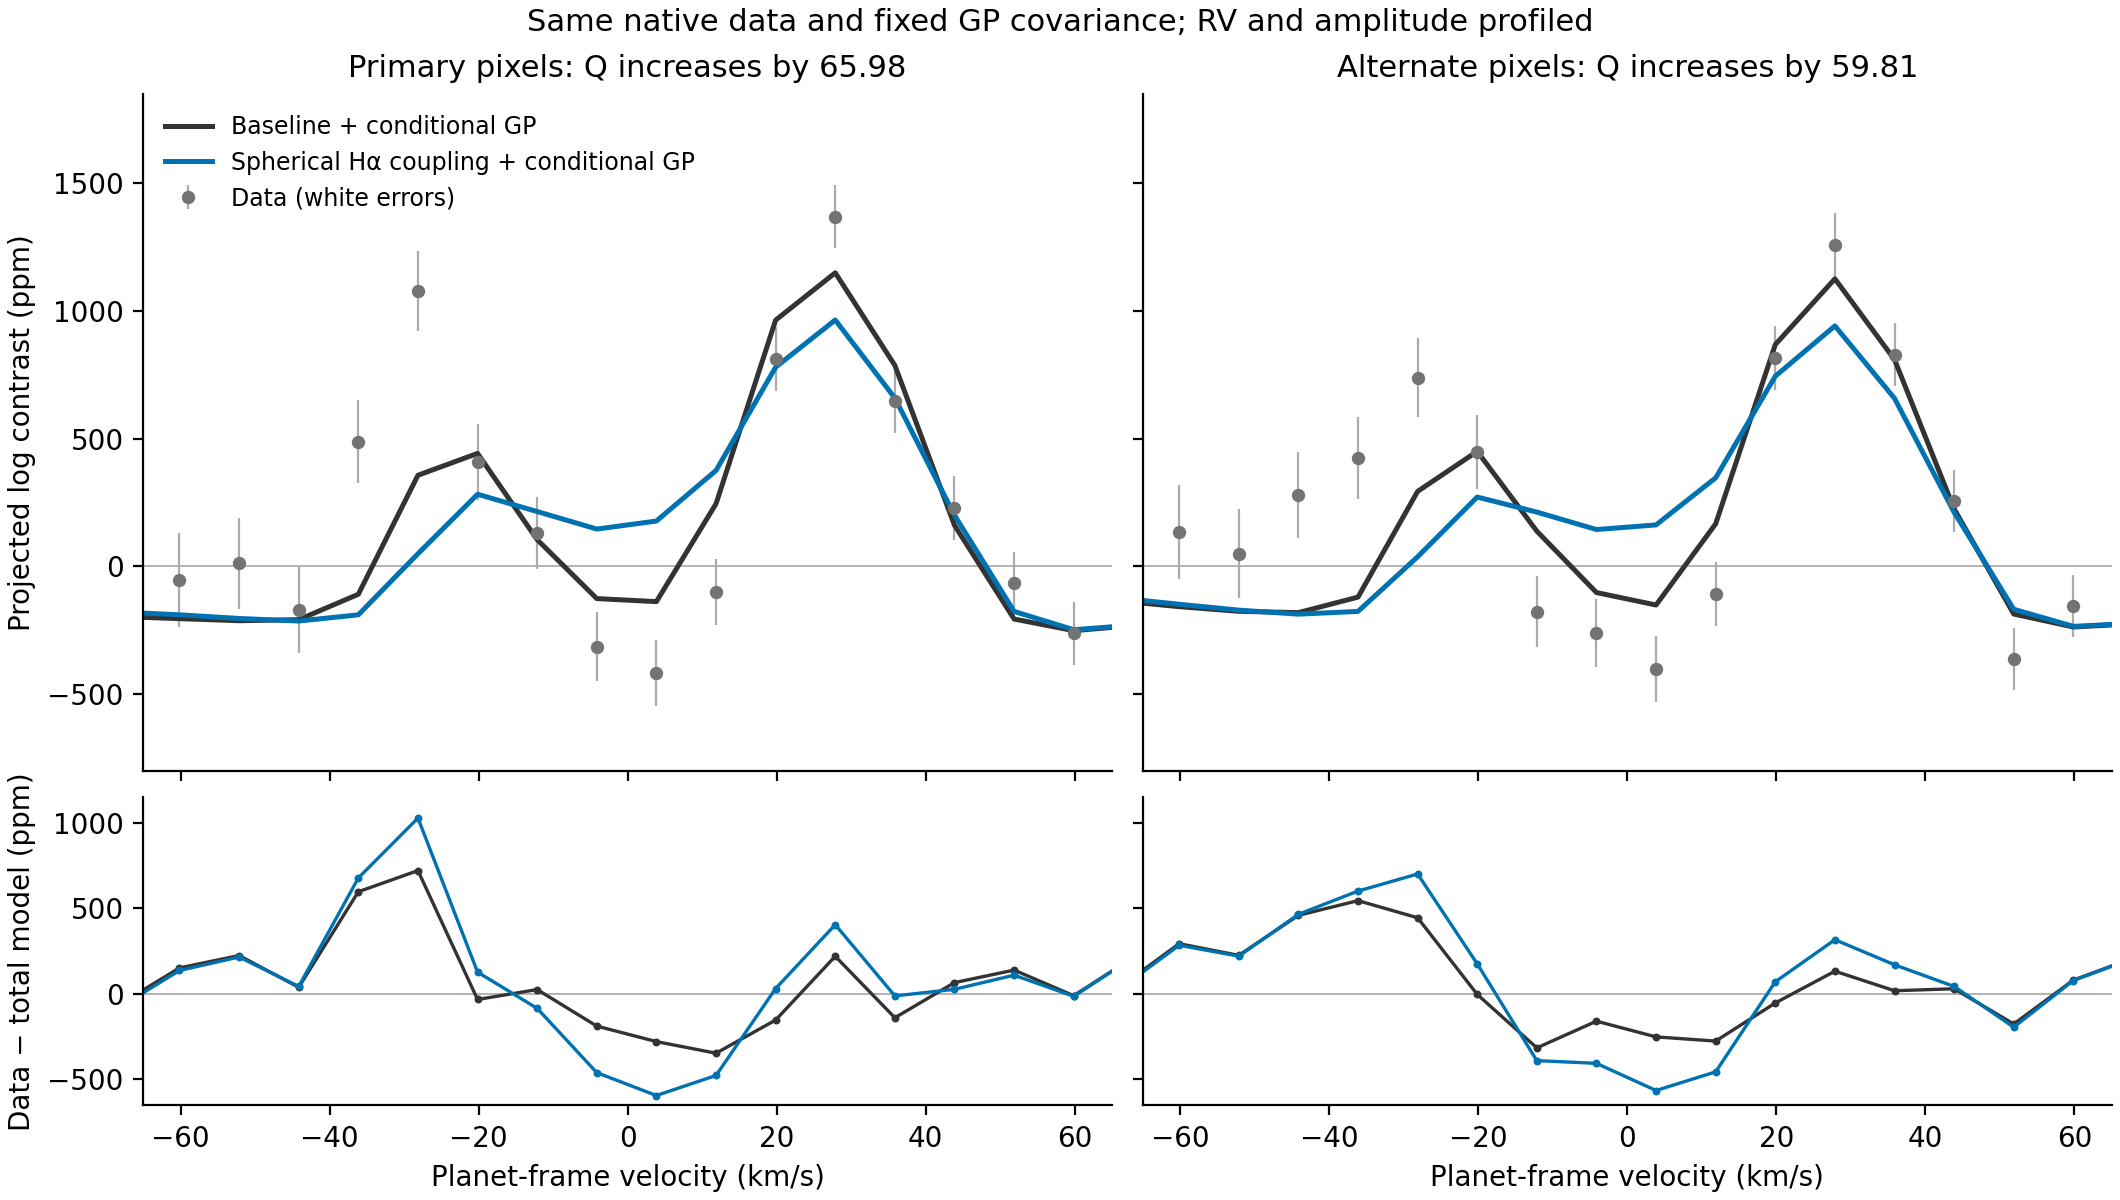 Same native data and fixed GP covariance; RV and amplitude profiled
Primary pixels: Q increases by 65.98
Alternate pixels: Q increases by 59.81
Baseline + conditional GP
Spherical Hα coupling + conditional GP
Data (white errors)
Projected log contrast (ppm)
1500
1000
500
0
−500
Data − total model (ppm)
1000
500
0
−500
−60 −40 −20 0 20 40 60
−60 −40 −20 0 20 40 60
Planet-frame velocity (km/s)
Planet-frame velocity (km/s)